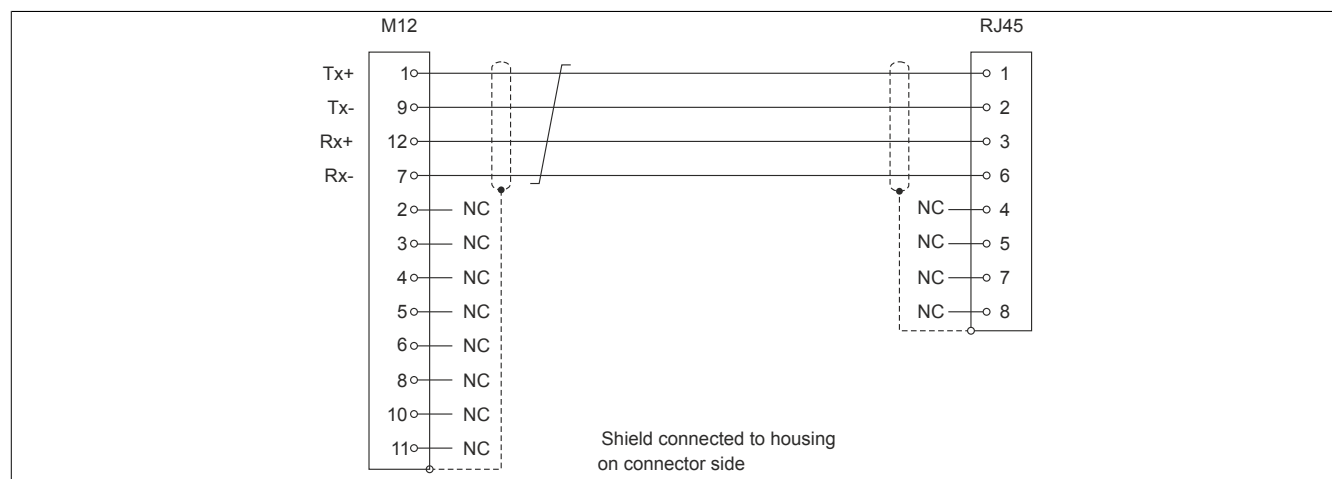 M12 RJ45
Tx+ 1 1
Tx- 9 2
Rx+ 12 3
Rx- 7 6
2 NC NC 4
3 NC NC 5
4 NC NC 7
5 NC NC 8
6 NC
8 NC
10 NC
11 NC
Shield connected to housing
on connector side